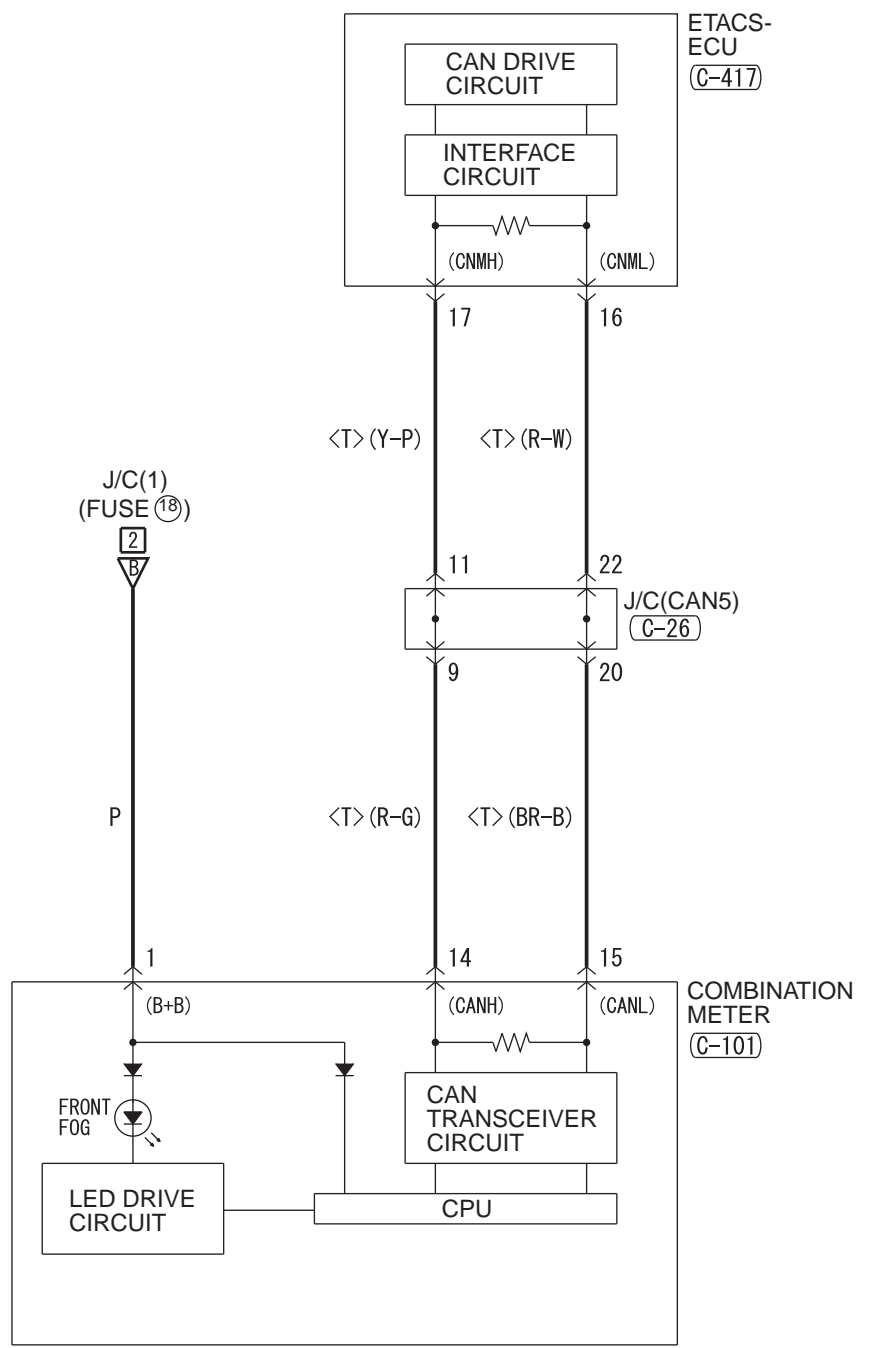 ETACS-
ECU
(C-417)
CAN DRIVE
CIRCUIT
INTERFACE
CIRCUIT
(CNMH)
(CNML)
17
16
<T>(Y-P)
<T>(R-W)
J/C(1)
(FUSE 18)
2
B
11
22
J/C(CAN5)
(C-26)
9
20
P
<T>(R-G)
<T>(BR-B)
1
14
15
(B+B)
(CANH)
(CANL)
COMBINATION
METER
(C-101)
FRONT
FOG
CAN
TRANSCEIVER
CIRCUIT
LED DRIVE
CIRCUIT
CPU